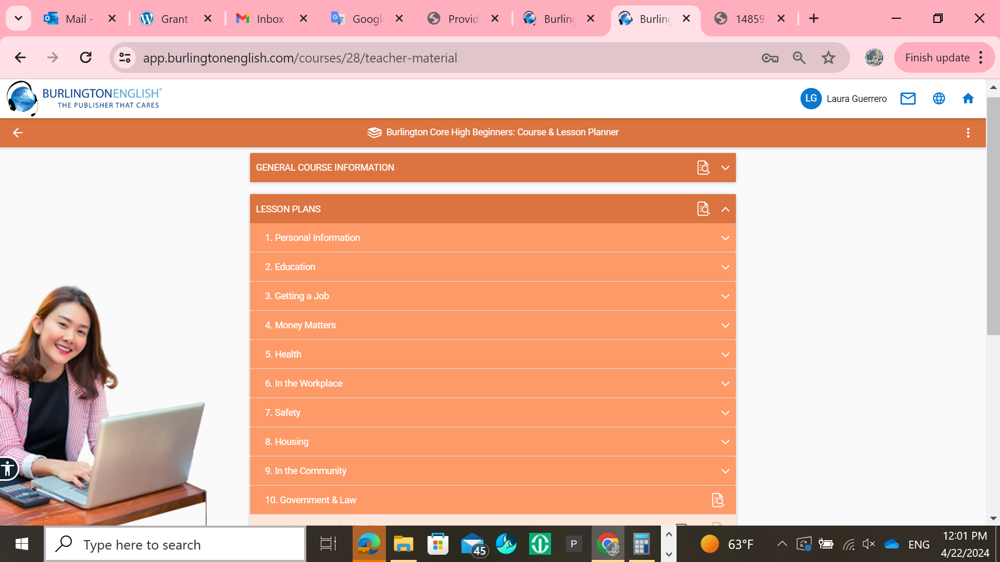 Mail -
Grant
Inbox
Google
Provid
Burling
Burling
14859
app.burlingtonenglish.com/courses/28/teacher-material
Finish update
BURLINGTONENGLISH®
THE PUBLISHER THAT CARES
LG
Laura Guerrero
Burlington Core High Beginners: Course & Lesson Planner
GENERAL COURSE INFORMATION
LESSON PLANS
1. Personal Information
2. Education
3. Getting a Job
4. Money Matters
5. Health
6. In the Workplace
7. Safety
8. Housing
9. In the Community
10. Government & Law
Type here to search
45
P
63°F
ENG
12:01 PM
4/22/2024